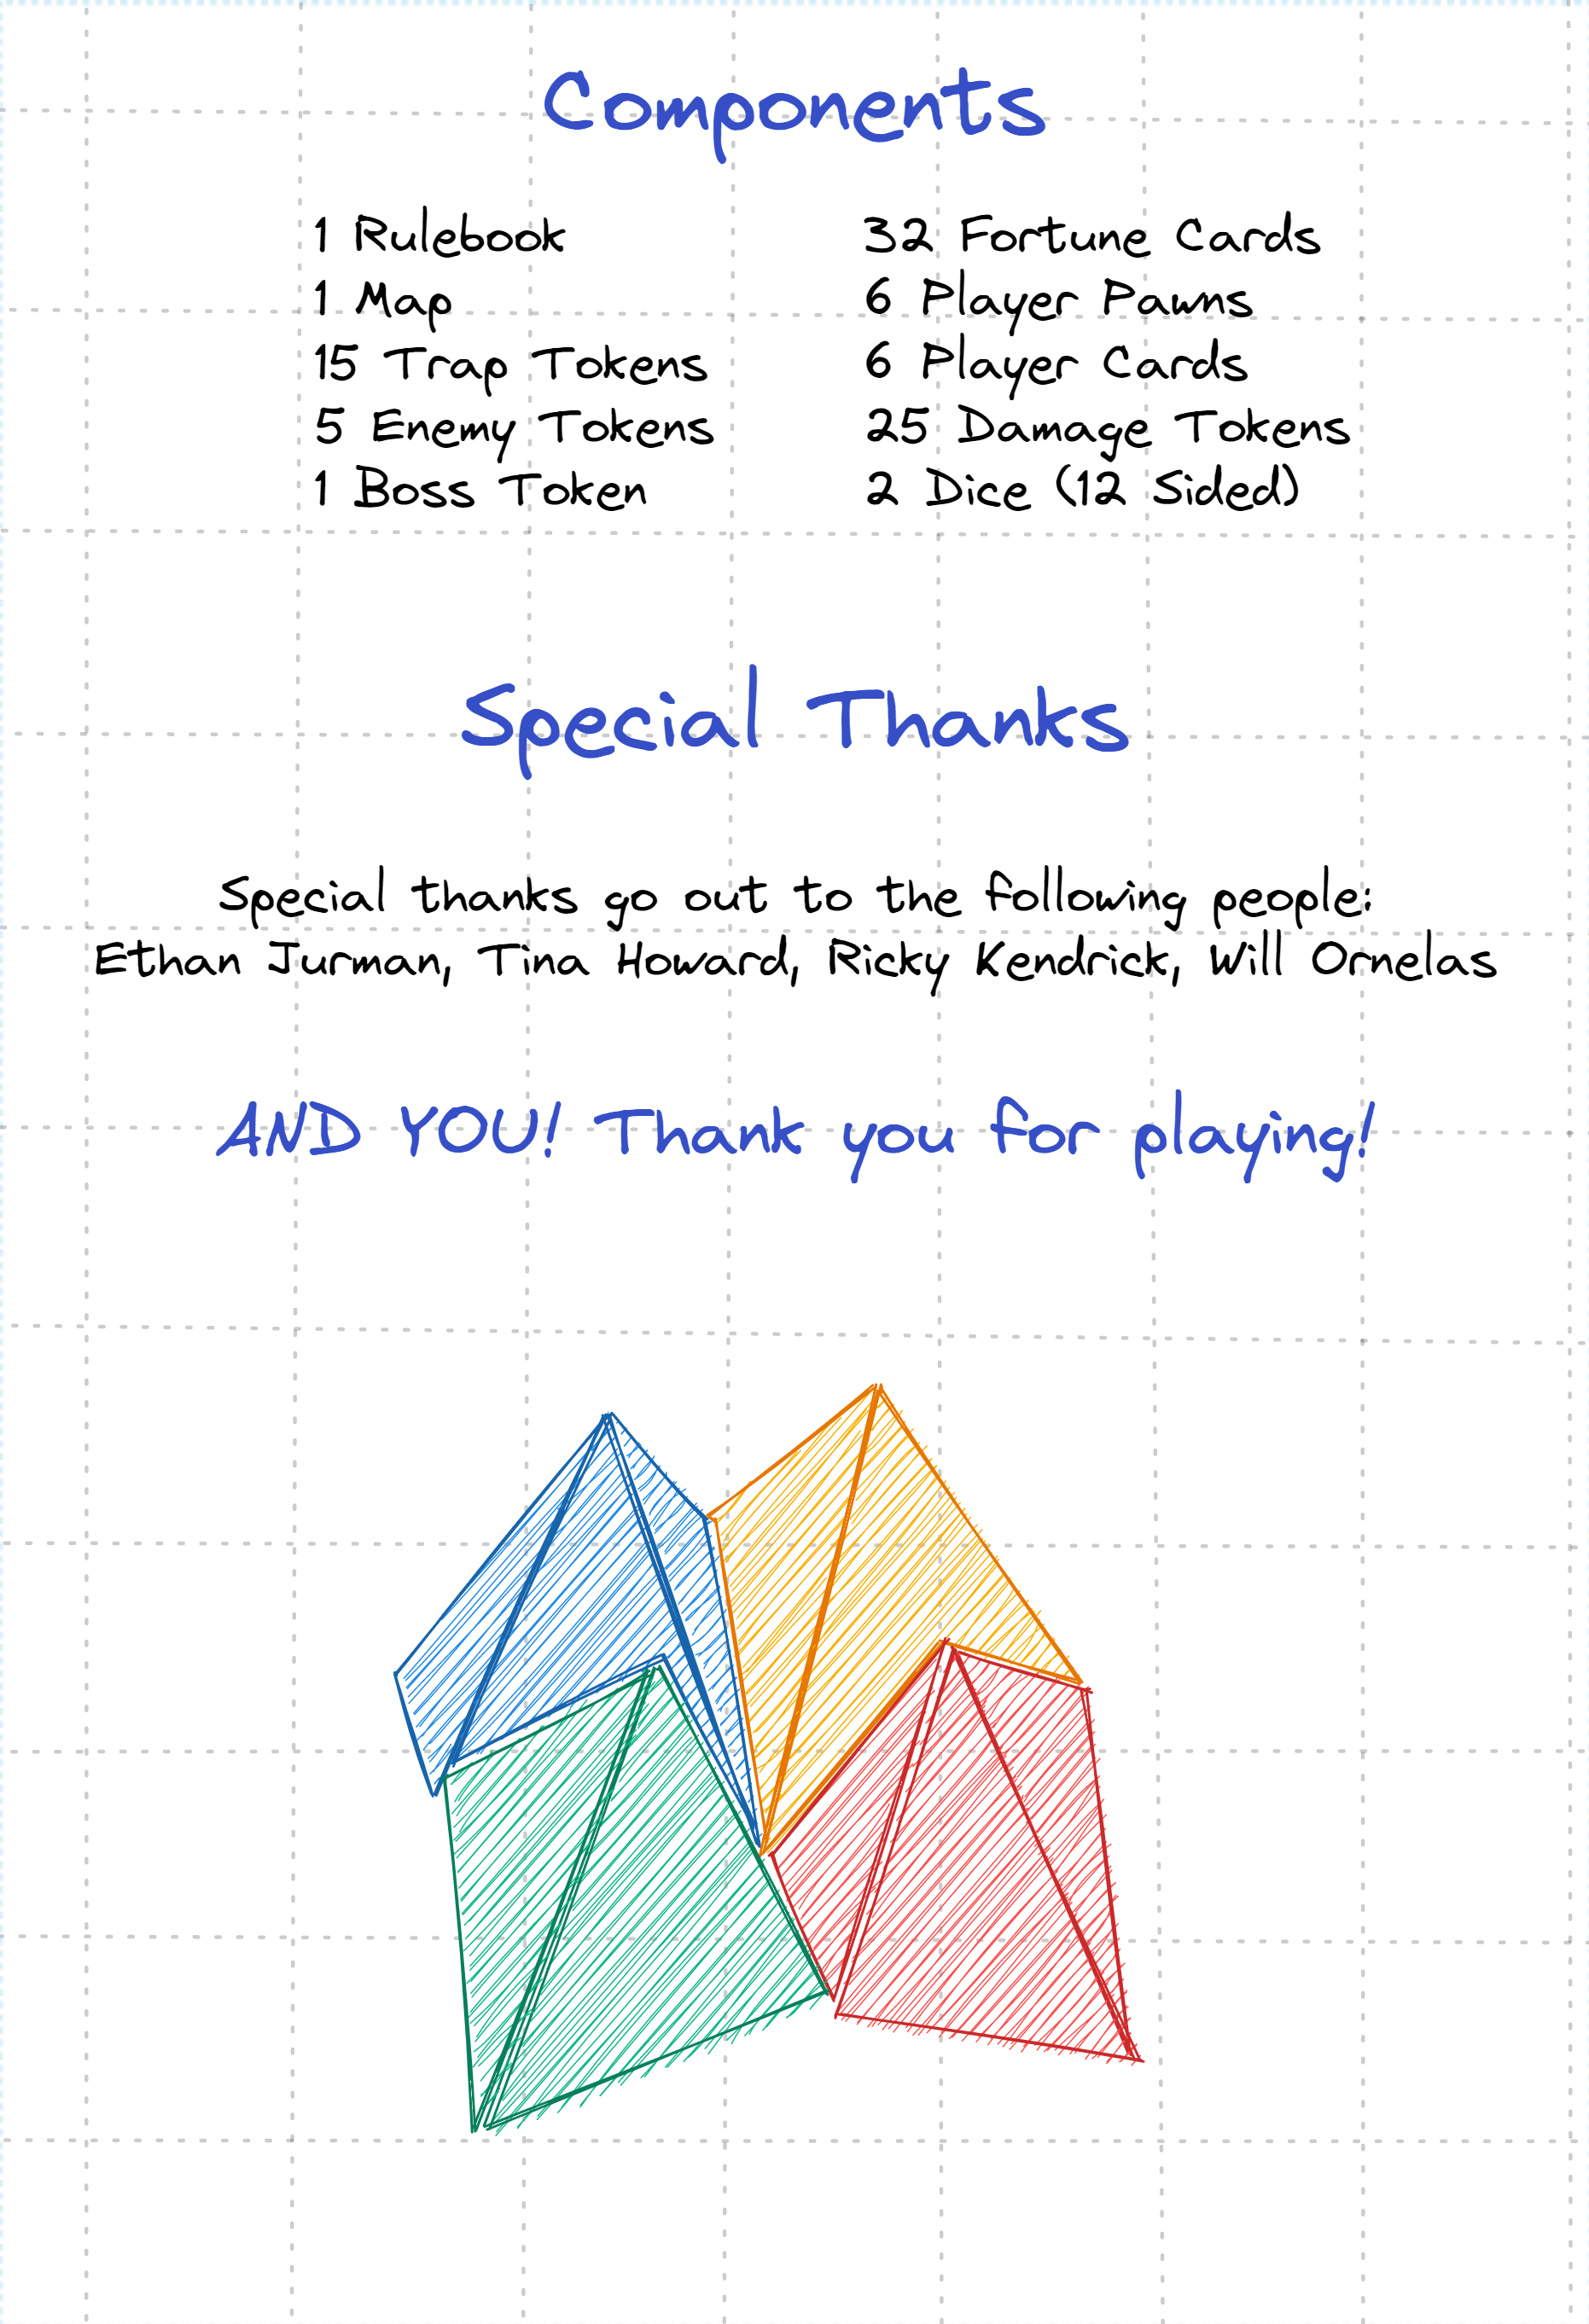 Components
1 Rulebook
1 Map
15 Trap Tokens
5 Enemy Tokens
1 Boss Token
32 Fortune Cards
6 Player Pawns
6 Player Cards
25 Damage Tokens
2 Dice (12 Sided)
Special Thanks
Special thanks go out to the following people:
Ethan Jurman, Tina Howard, Ricky Kendrick, Will Ornelas
AND YOU! Thank you for playing!